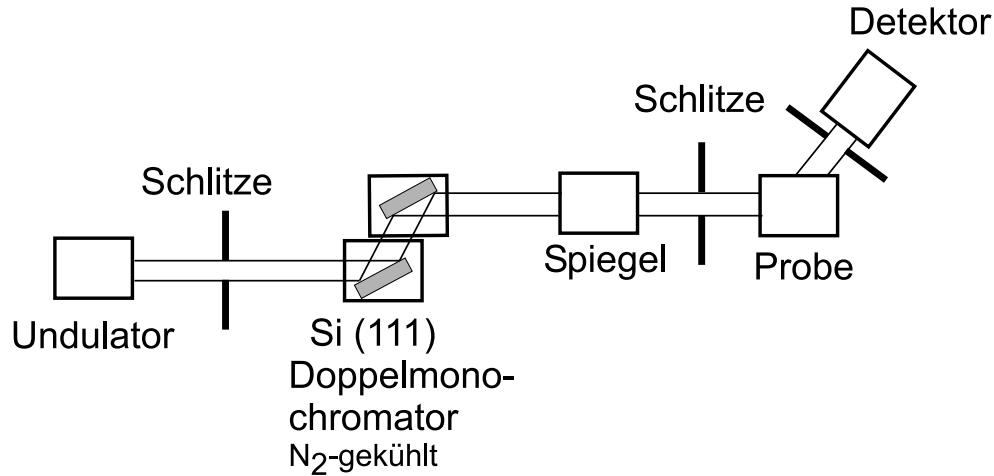 Detektor
Schlitze
Schlitze
Spiegel
Probe
Undulator
Si (111)
Doppelmono-
chromator
N2-gekühlt